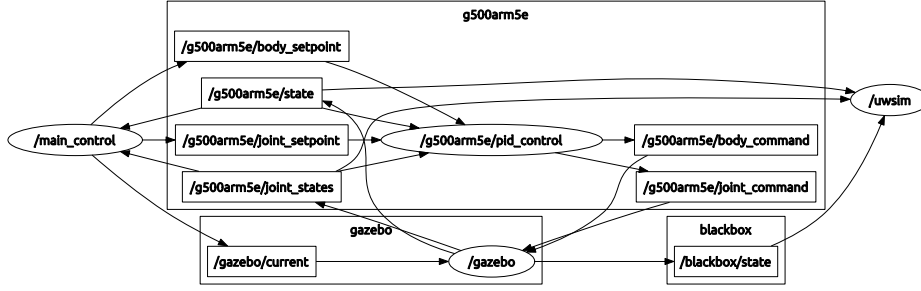 g500arm5e
/g500arm5e/body_setpoint
/g500arm5e/state
/uwsim
/main_control
/g500arm5e/joint_setpoint
/g500arm5e/pid_control
/g500arm5e/body_command
/g500arm5e/joint_states
/g500arm5e/joint_command
gazebo
blackbox
/gazebo/current
/gazebo
/blackbox/state